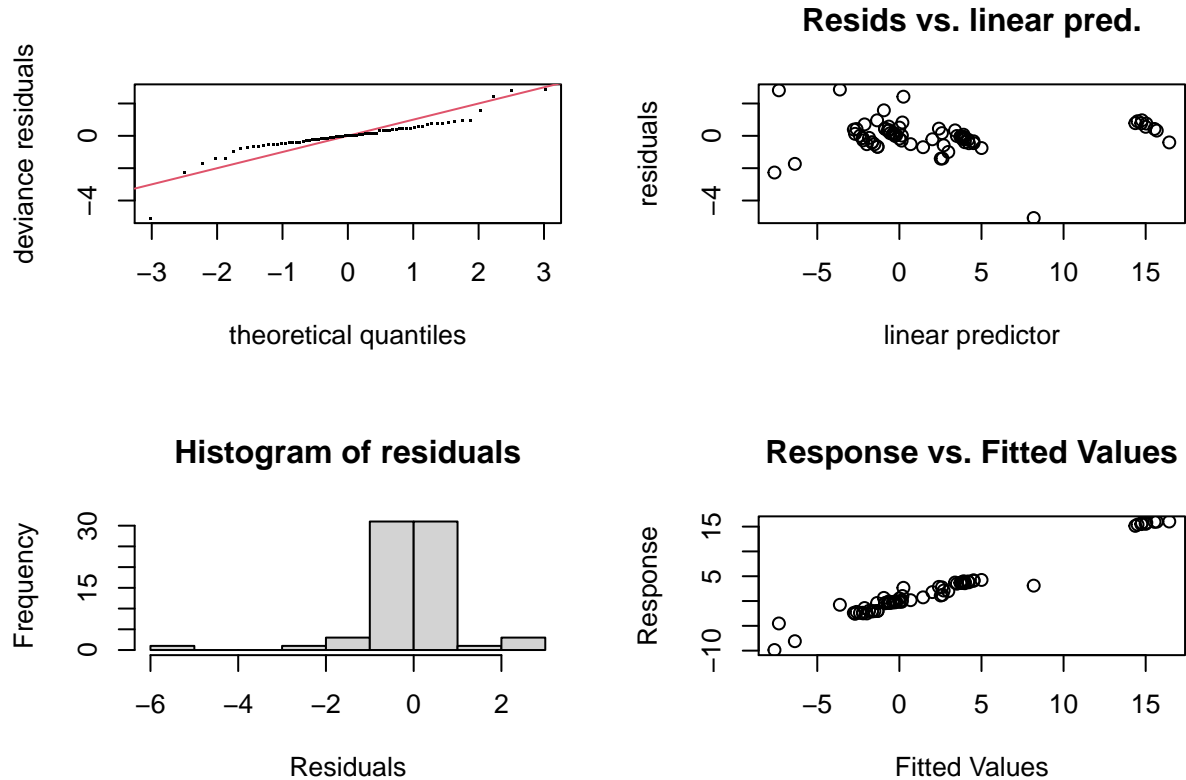 deviance residuals
0
−4
−3 −2 −1 0 1 2 3
theoretical quantiles
Resids vs. linear pred.
residuals
0
−4
−5 0 5 10 15
linear predictor
Histogram of residuals
Frequency
30
15
0
−6 −4 −2 0 2
Residuals
Response vs. Fitted Values
Response
15
5
−10
−5 0 5 10 15
Fitted Values